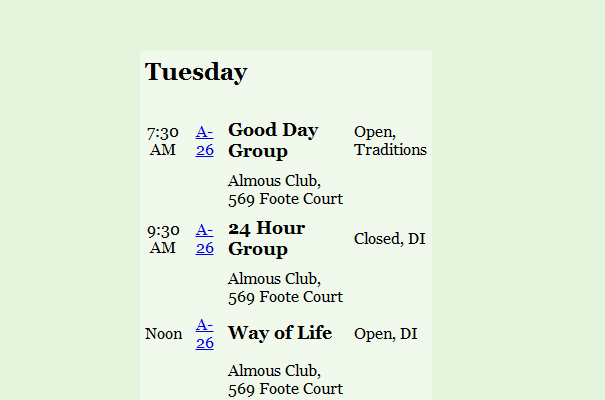 Tuesday
7:30 AM A-26 Good Day Group Open, Traditions
Almous Club,
569 Foote Court
9:30 AM A-26 24 Hour Group Closed, DI
Almous Club,
569 Foote Court
Noon A-26 Way of Life Open, DI
Almous Club,
569 Foote Court